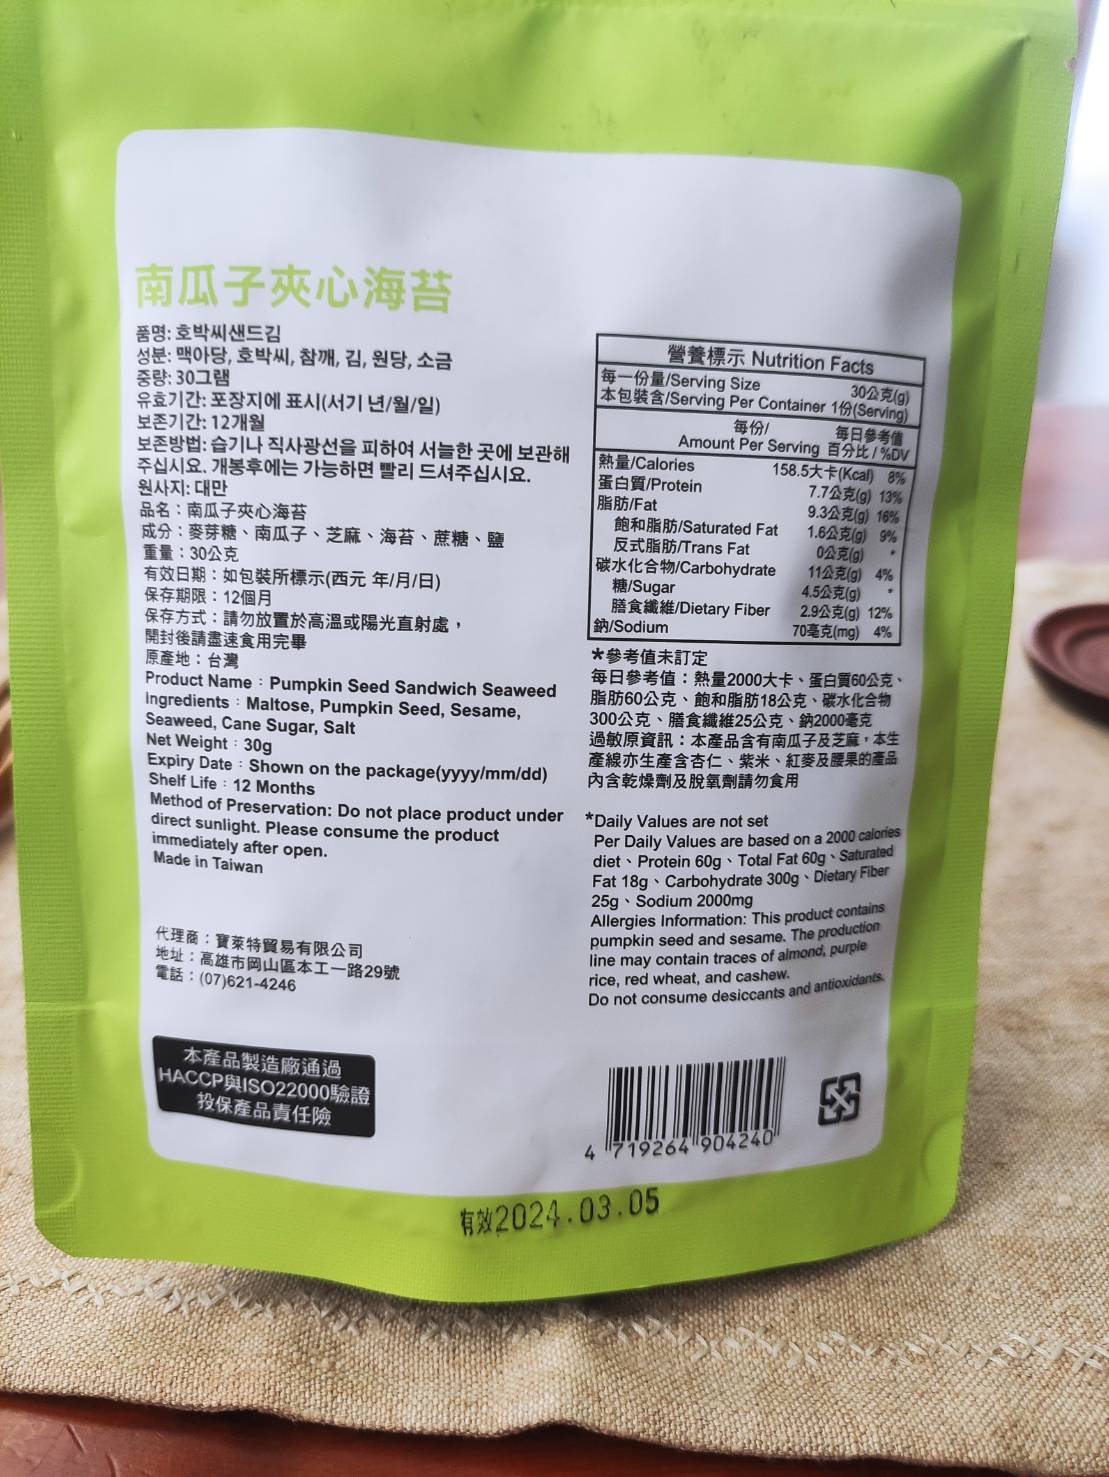 南瓜子夾心海苔
품명: 호박씨샌드김
성분: 맥아당, 호박씨, 참깨, 김, 원당, 소금
중량: 30그램
유효기간: 포장지에 표시(서기 년/월/일)
보존기간: 12개월
보존방법: 습기나 직사광선을 피하여 서늘한 곳에 보관해
주십시요. 개봉후에는 가능하면 빨리 드셔주십시요.
원사지: 대만
品名：南瓜子夾心海苔
成分：麥芽糖、南瓜子、芝麻、海苔、蔗糖、鹽
重量：30公克
有效日期：如包裝所標示(西元 年/月/日)
保存期限：12個月
保存方式：請勿放置於高溫或陽光直射處，
開封後請盡速食用完畢
原產地：台灣
Product Name：Pumpkin Seed Sandwich Seaweed
Ingredients：Maltose, Pumpkin Seed, Sesame,
Seaweed, Cane Sugar, Salt
Net Weight：30g
Expiry Date：Shown on the package(yyyy/mm/dd)
Shelf Life：12 Months
Method of Preservation: Do not place product under
direct sunlight. Please consume the product
immediately after open.
Made in Taiwan
代理商：寶萊特貿易有限公司
地址：高雄市岡山區本工一路29號
電話：(07)621-4246
本產品製造廠通過
HACCP與ISO22000驗證
投保產品責任險
營養標示 Nutrition Facts
每一份量/Serving Size 30公克(g)
本包裝含/Serving Per Container 1份(Serving)
每份/ 每日參考值
Amount Per Serving 百分比 / %DV
熱量/Calories 158.5大卡(Kcal) 8%
蛋白質/Protein 7.7公克(g) 13%
脂肪/Fat 9.3公克(g) 16%
飽和脂肪/Saturated Fat 1.6公克(g) 9%
反式脂肪/Trans Fat 0公克(g) *
碳水化合物/Carbohydrate 11公克(g) 4%
糖/Sugar 4.5公克(g) *
膳食纖維/Dietary Fiber 2.9公克(g) 12%
鈉/Sodium 70毫克(mg) 4%
*參考值未訂定
每日參考值：熱量2000大卡、蛋白質60公克、
脂肪60公克、飽和脂肪18公克、碳水化合物
300公克、膳食纖維25公克、鈉2000毫克
過敏原資訊：本產品含有南瓜子及芝麻，本生
產線亦生產含杏仁、紫米、紅麥及腰果的產品
內含乾燥劑及脫氧劑請勿食用
*Daily Values are not set
Per Daily Values are based on a 2000 calories
diet、Protein 60g、Total Fat 60g、Saturated
Fat 18g、Carbohydrate 300g、Dietary Fiber
25g、Sodium 2000mg
Allergies Information: This product contains
pumpkin seed and sesame. The production
line may contain traces of almond, purple
rice, red wheat, and cashew.
Do not consume desiccants and antioxidants.
4 719264 904240
有效2024.03.05